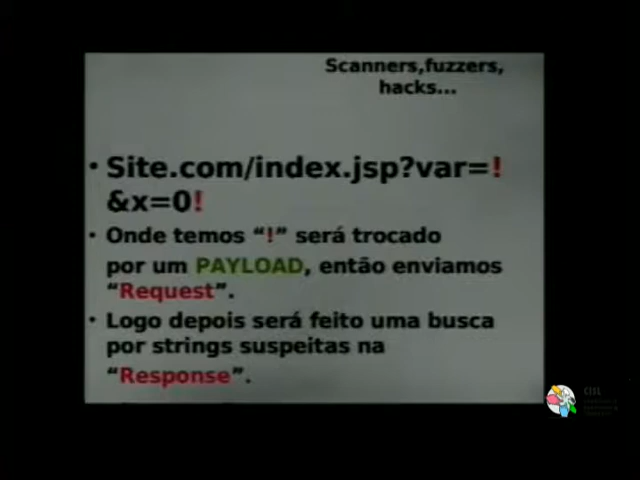 Scanners,fuzzers,
hacks...
• Site.com/index.jsp?var=!
&x=0!
• Onde temos “!” será trocado
por um PAYLOAD, então enviamos
“Request”.
• Logo depois será feito uma busca
por strings suspeitas na
“Response”.
CISL